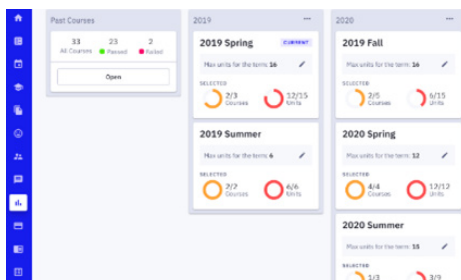 Past Courses
33 23 2
All Courses Passed Failed
Open
2019
2019 Spring CURRENT
Max units for the term: 16
SELECTED
2/3 Courses 12/15 Units
2019 Summer
Max units for the term: 6
SELECTED
2/2 Courses 6/6 Units
2020
2019 Fall
Max units for the term: 16
SELECTED
2/5 Courses 6/15 Units
2020 Spring
Max units for the term: 12
SELECTED
4/4 Courses 12/12 Units
2020 Summer
Max units for the term: 15
SELECTED
1/3 3/9